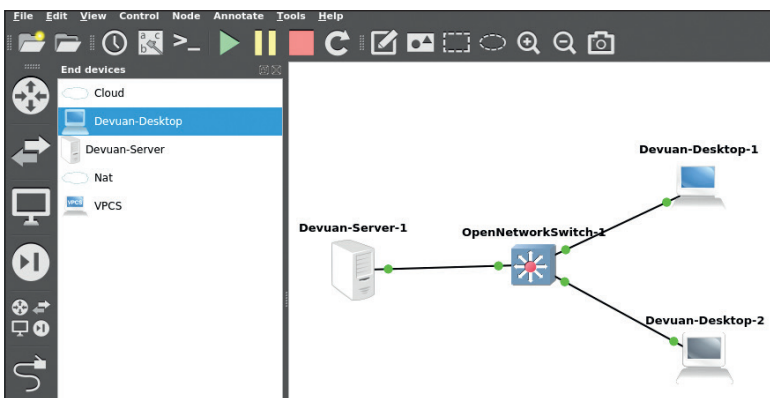 File Edit View Control Node Annotate Tools Help
End devices
Cloud
Devuan-Desktop
Devuan-Server
Nat
VPCS
VPCS
Devuan-Desktop-1
Devuan-Server-1
OpenNetworkSwitch-1
Devuan-Desktop-2